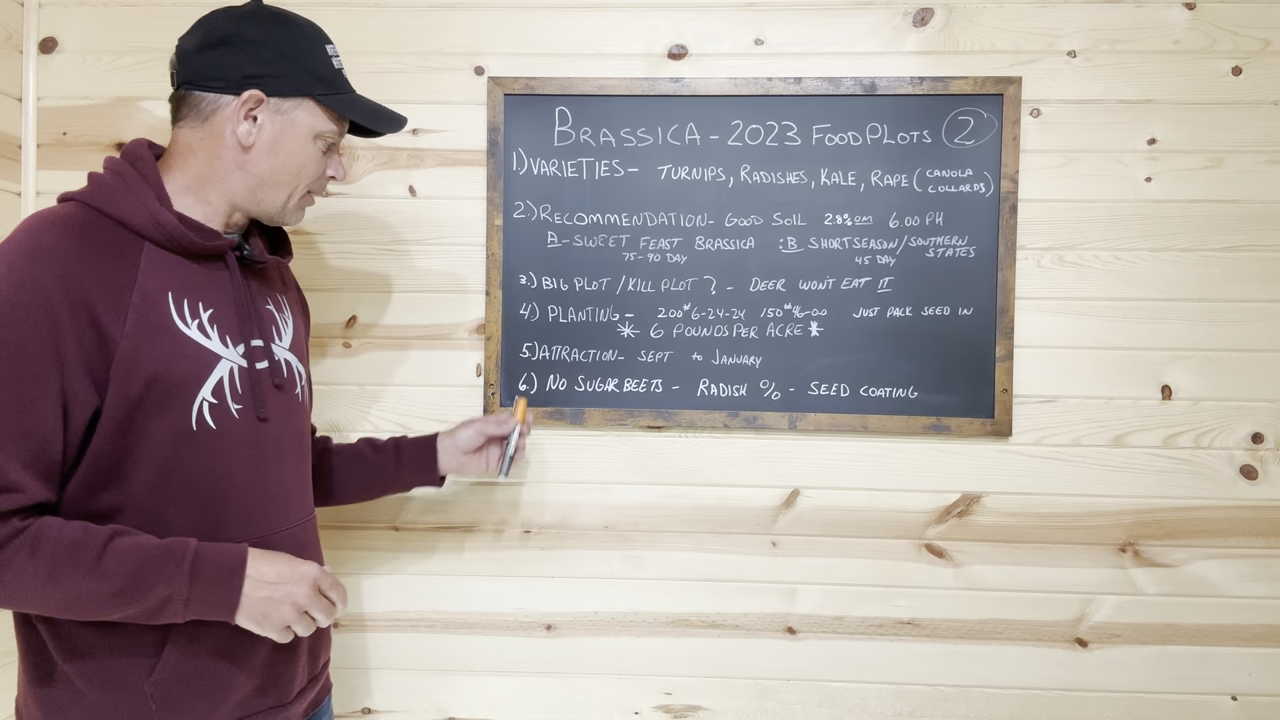 BRASSICA - 2023 FOOD PLOTS 2
1.) VARIETIES - TURNIPS, RADISHES, KALE, RAPE (CANOLA COLLARDS)
2.) RECOMMENDATION - GOOD SOIL 2.8% OM 6.00 PH
A - SWEET FEAST BRASSICA : B SHORT SEASON / SOUTHERN STATES
75-90 DAY 45 DAY
3.) BIG PLOT / KILL PLOT ? - DEER WON'T EAT IT
4.) PLANTING - 200# 6-24-24 150# 46-0-0 JUST PACK SEED IN
* 6 POUNDS PER ACRE *
5.) ATTRACTION - SEPT to JANUARY
6.) NO SUGARBEETS - RADISH % - SEED COATING